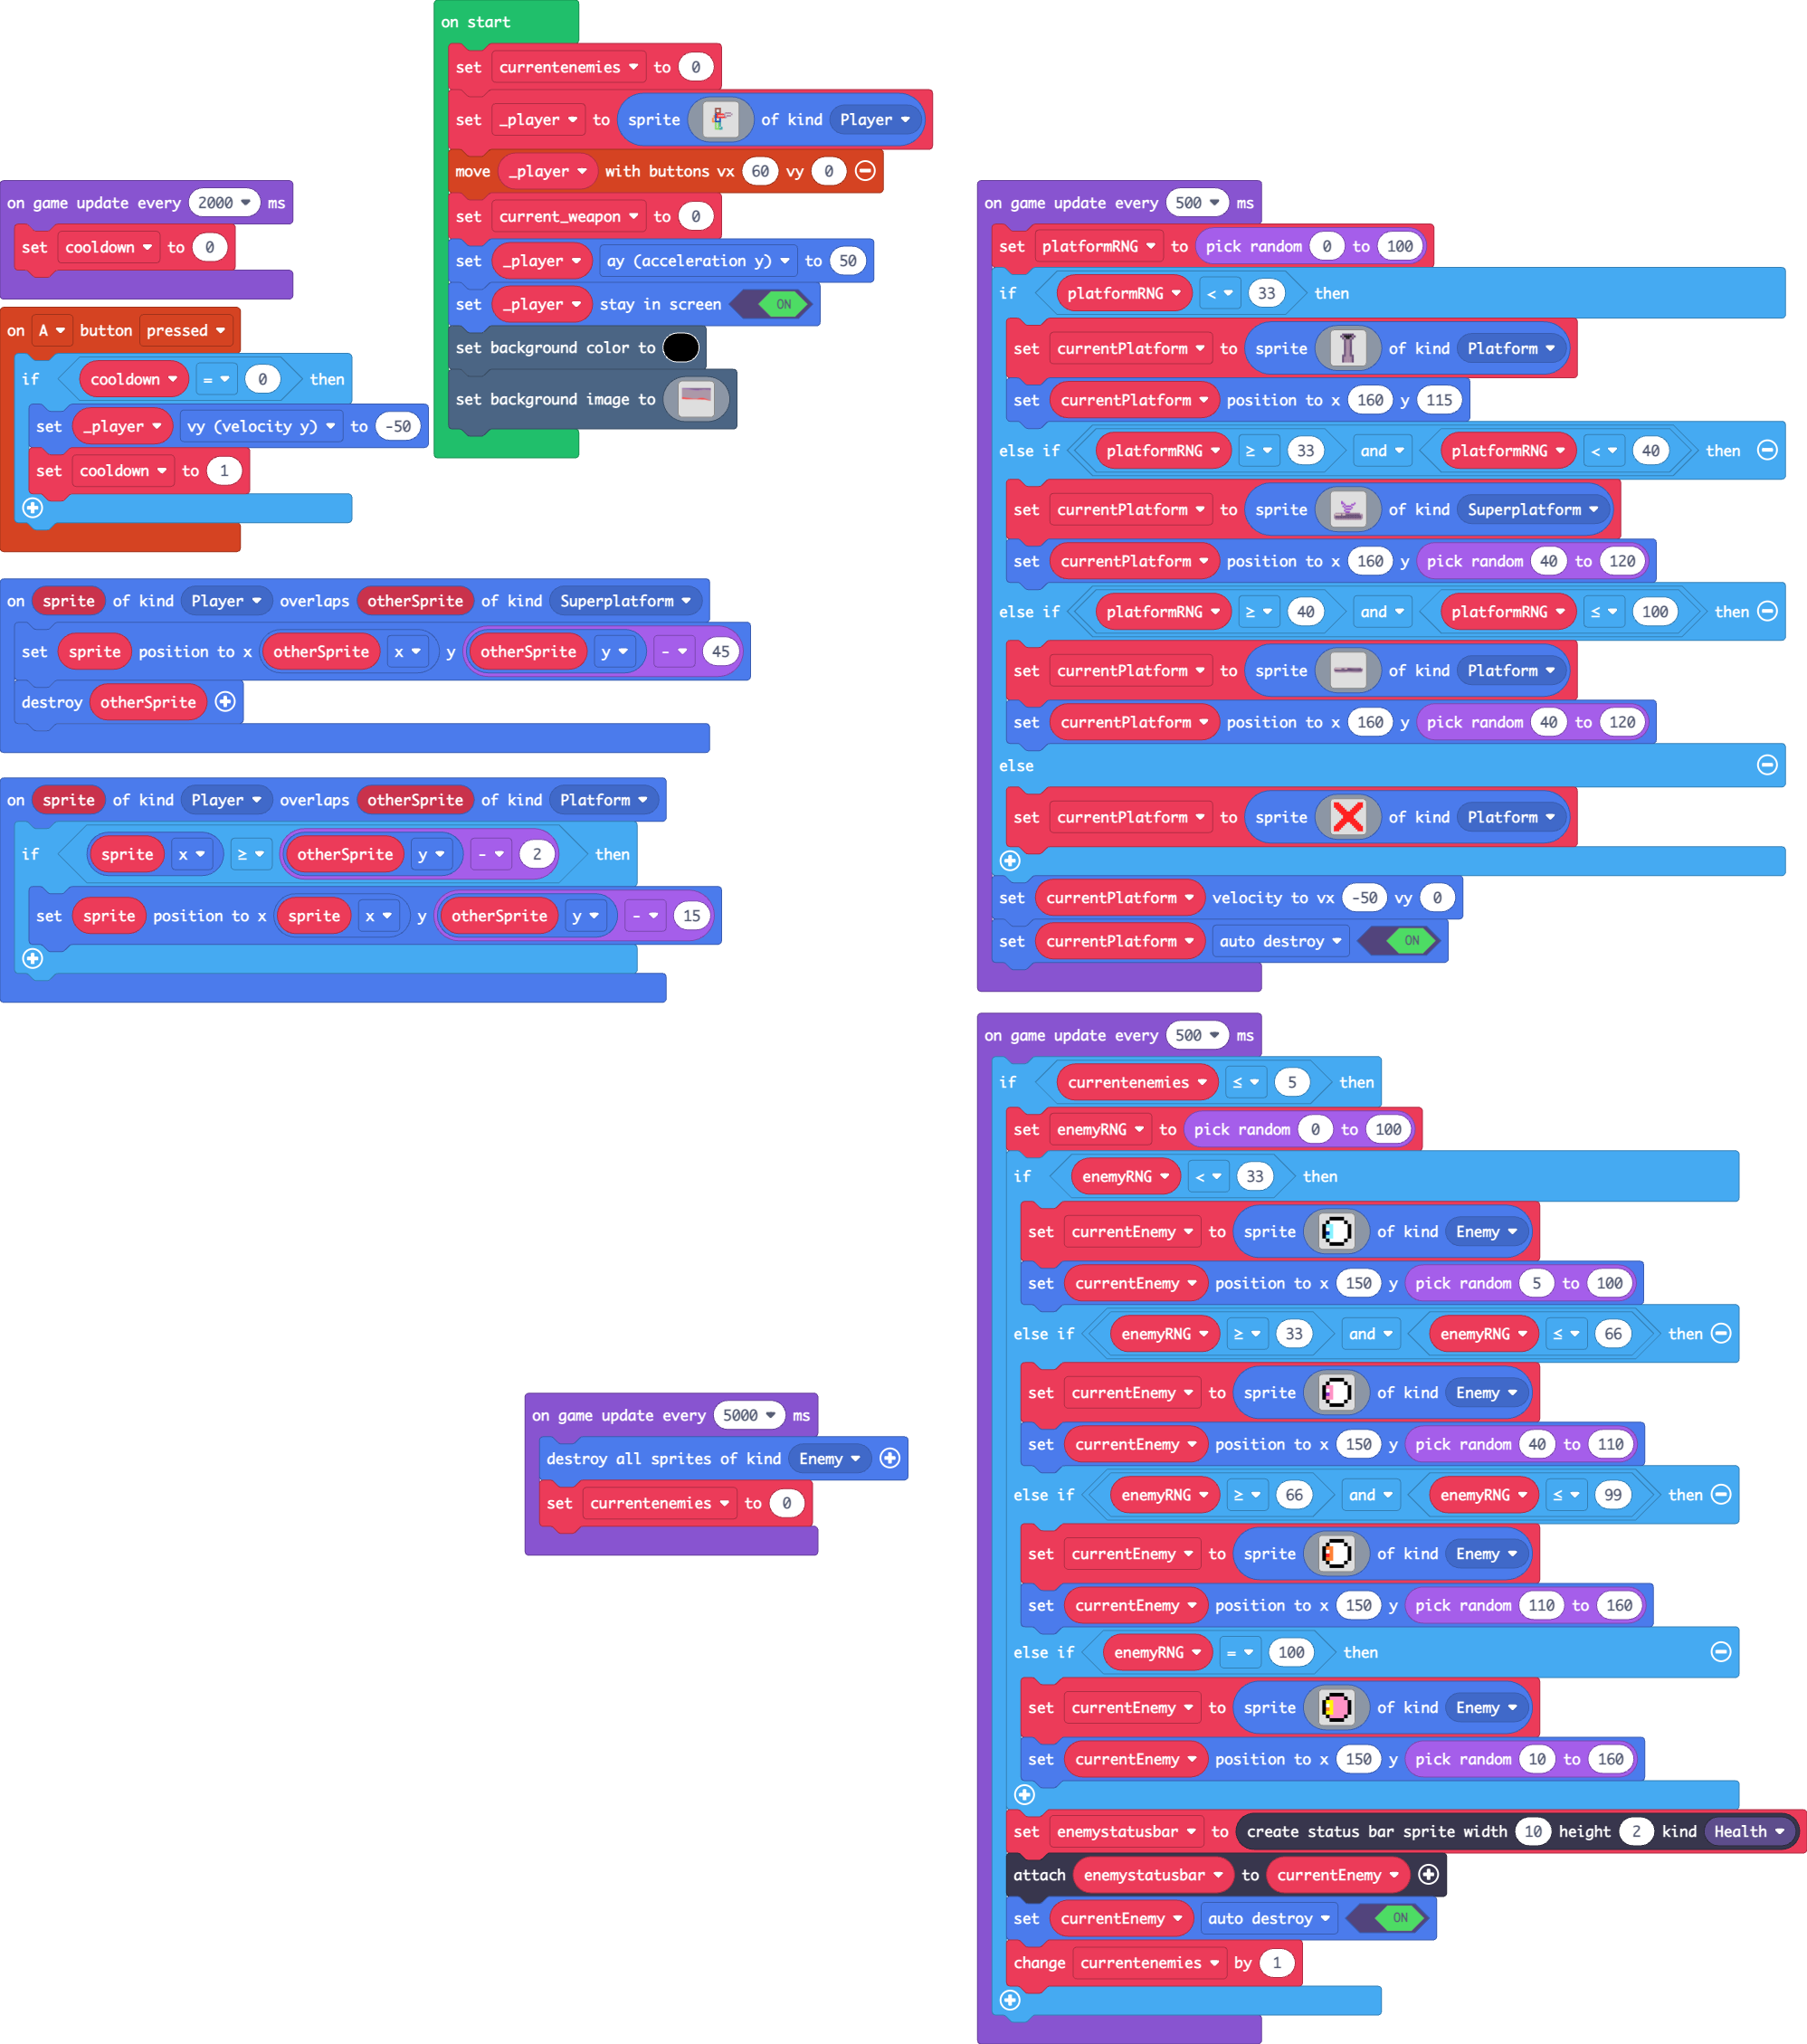 on start
set currentenemies to 0
set _player to sprite of kind Player
move _player with buttons vx 60 vy 0
set current_weapon to 0
set _player ay (acceleration y) to 50
set _player stay in screen ON
set background color to
set background image to
on game update every 2000 ms
set cooldown to 0
on A button pressed
if cooldown = 0 then
set _player vy (velocity y) to -50
set cooldown to 1
on sprite of kind Player overlaps otherSprite of kind Superplatform
set sprite position to x otherSprite x y otherSprite y - 45
destroy otherSprite
on sprite of kind Player overlaps otherSprite of kind Platform
if sprite x ≥ otherSprite y - 2 then
set sprite position to x sprite x y otherSprite y - 15
on game update every 500 ms
set platformRNG to pick random 0 to 100
if platformRNG < 33 then
set currentPlatform to sprite of kind Platform
set currentPlatform position to x 160 y 115
else if platformRNG ≥ 33 and platformRNG < 40 then
set currentPlatform to sprite of kind Superplatform
set currentPlatform position to x 160 y pick random 40 to 120
else if platformRNG ≥ 40 and platformRNG ≤ 100 then
set currentPlatform to sprite of kind Platform
set currentPlatform position to x 160 y pick random 40 to 120
else
set currentPlatform to sprite of kind Platform
set currentPlatform velocity to vx -50 vy 0
set currentPlatform auto destroy ON
on game update every 500 ms
if currentenemies ≤ 5 then
set enemyRNG to pick random 0 to 100
if enemyRNG < 33 then
set currentEnemy to sprite of kind Enemy
set currentEnemy position to x 150 y pick random 5 to 100
else if enemyRNG ≥ 33 and enemyRNG ≤ 66 then
set currentEnemy to sprite of kind Enemy
set currentEnemy position to x 150 y pick random 40 to 110
else if enemyRNG ≥ 66 and enemyRNG ≤ 99 then
set currentEnemy to sprite of kind Enemy
set currentEnemy position to x 150 y pick random 110 to 160
else if enemyRNG = 100 then
set currentEnemy to sprite of kind Enemy
set currentEnemy position to x 150 y pick random 10 to 160
set enemystatusbar to create status bar sprite width 10 height 2 kind Health
attach enemystatusbar to currentEnemy
set currentEnemy auto destroy ON
change currentenemies by 1
on game update every 5000 ms
destroy all sprites of kind Enemy
set currentenemies to 0